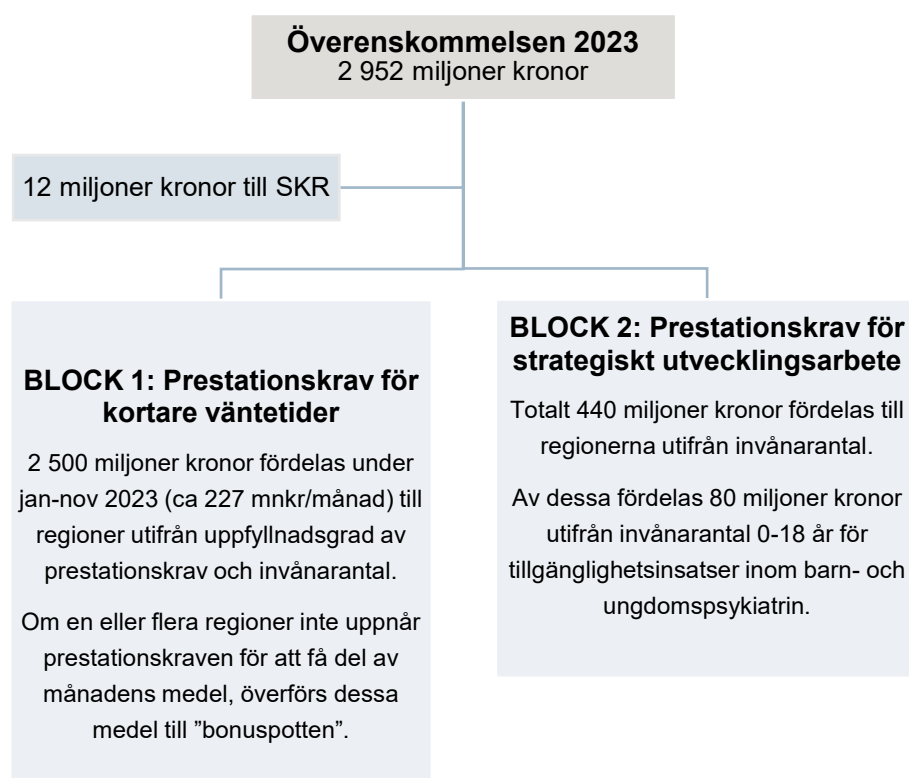 Överenskommelsen 2023
2 952 miljoner kronor
12 miljoner kronor till SKR
BLOCK 1: Prestationskrav för
kortare väntetider
2 500 miljoner kronor fördelas under
jan-nov 2023 (ca 227 mnkr/månad) till
regioner utifrån uppfyllnadsgrad av
prestationskrav och invånarantal.
Om en eller flera regioner inte uppnår
prestationskraven för att få del av
månadens medel, överförs dessa
medel till ”bonuspotten”.
BLOCK 2: Prestationskrav för
strategiskt utvecklingsarbete
Totalt 440 miljoner kronor fördelas till
regionerna utifrån invånarantal.
Av dessa fördelas 80 miljoner kronor
utifrån invånarantal 0-18 år för
tillgänglighetsinsatser inom barn- och
ungdomspsykiatrin.